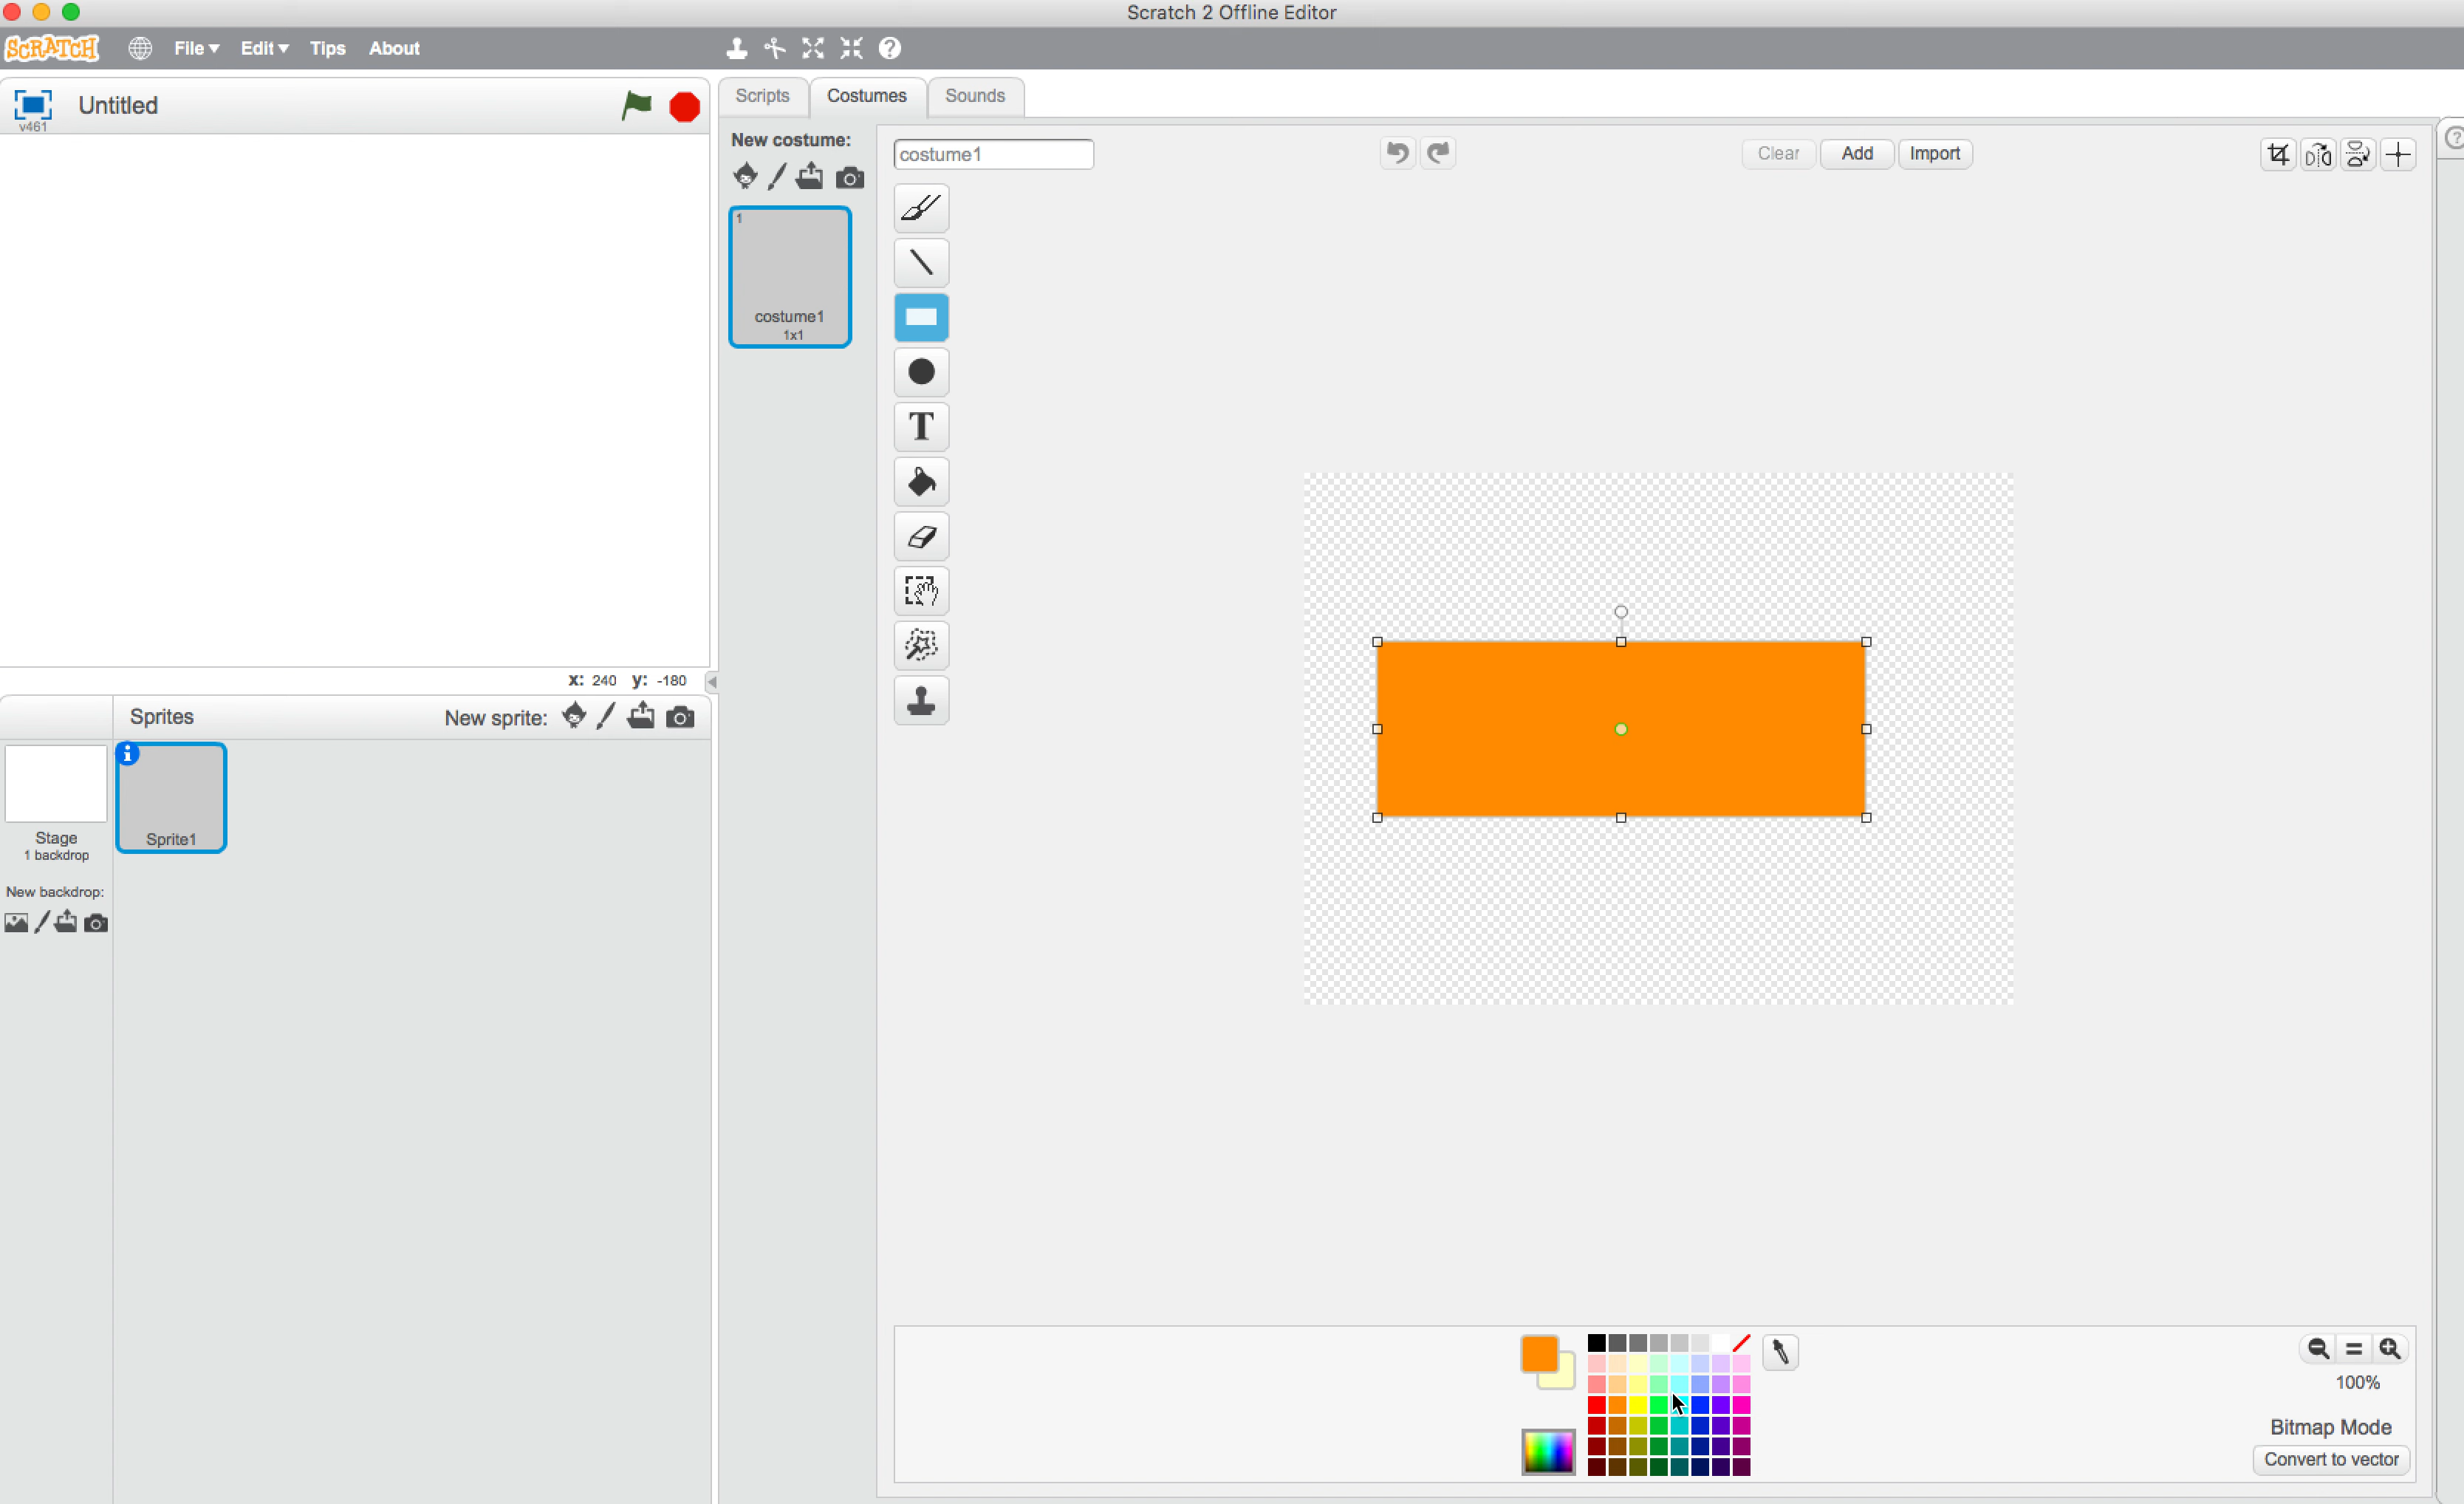 Scratch 2 Offline Editor
SCRATCH File Edit Tips About
Untitled
v461
Scripts Costumes Sounds
New costume:
costume1
Clear Add Import
1
costume1
1x1
T
x: 240 y: -180
Sprites New sprite:
Sprite1
Stage
1 backdrop
New backdrop:
100%
Bitmap Mode
Convert to vector